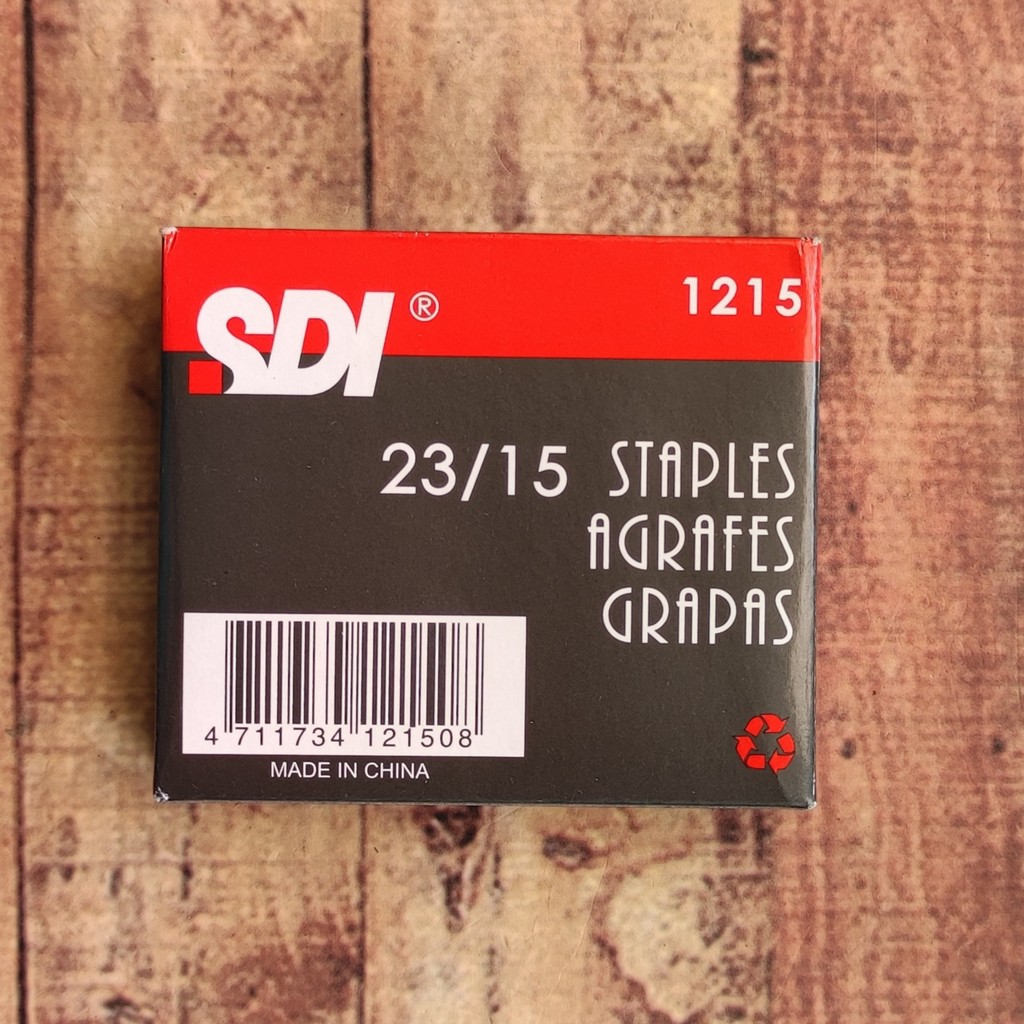 SDI ® 1215
23/15 STAPLES
AGRAFES
GRAPAS
4 711734 121508
MADE IN CHINA